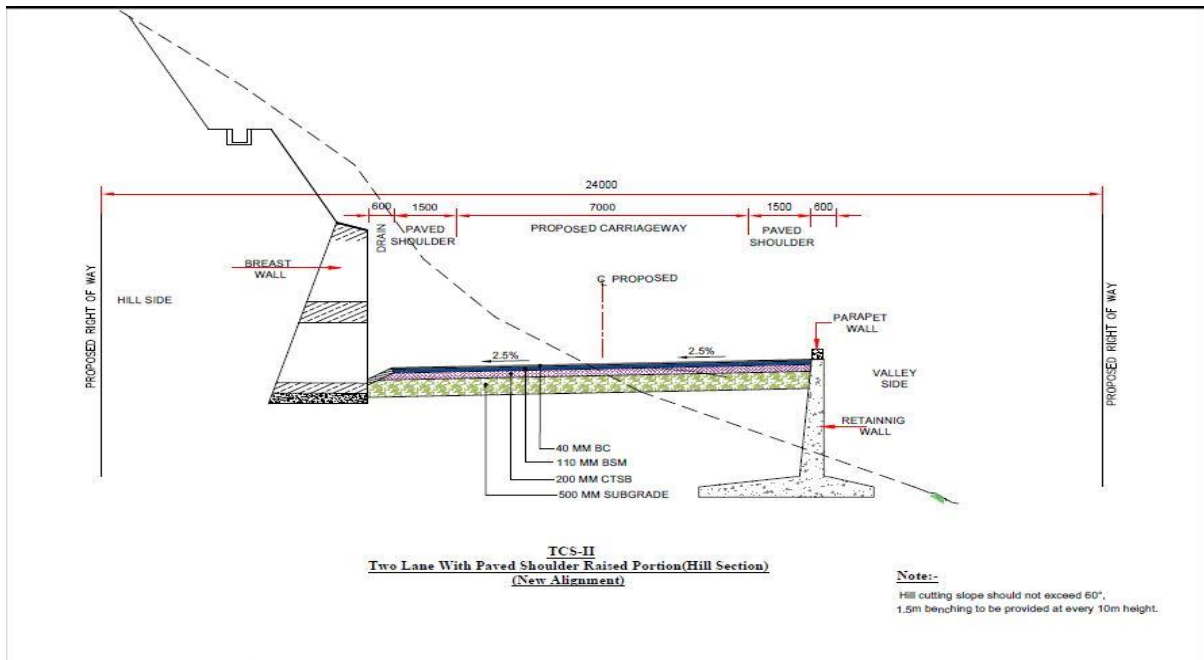 24000
600
1500
7000
1500
600
DRAIN
PAVED
SHOULDER
PROPOSED CARRIAGEWAY
PAVED
SHOULDER
PROPOSED RIGHT OF WAY
HILL SIDE
BREAST
WALL
℄ PROPOSED
PARAPET
WALL
2.5%
2.5%
VALLEY
SIDE
RETAINNIG
WALL
PROPOSED RIGHT OF WAY
40 MM BC
110 MM BSM
200 MM CTSB
500 MM SUBGRADE
TCS-II
Two Lane With Paved Shoulder Raised Portion(Hill Section)
(New Alignment)
Note:-
Hill cutting slope should not exceed 60°,
1.5m benching to be provided at every 10m height.